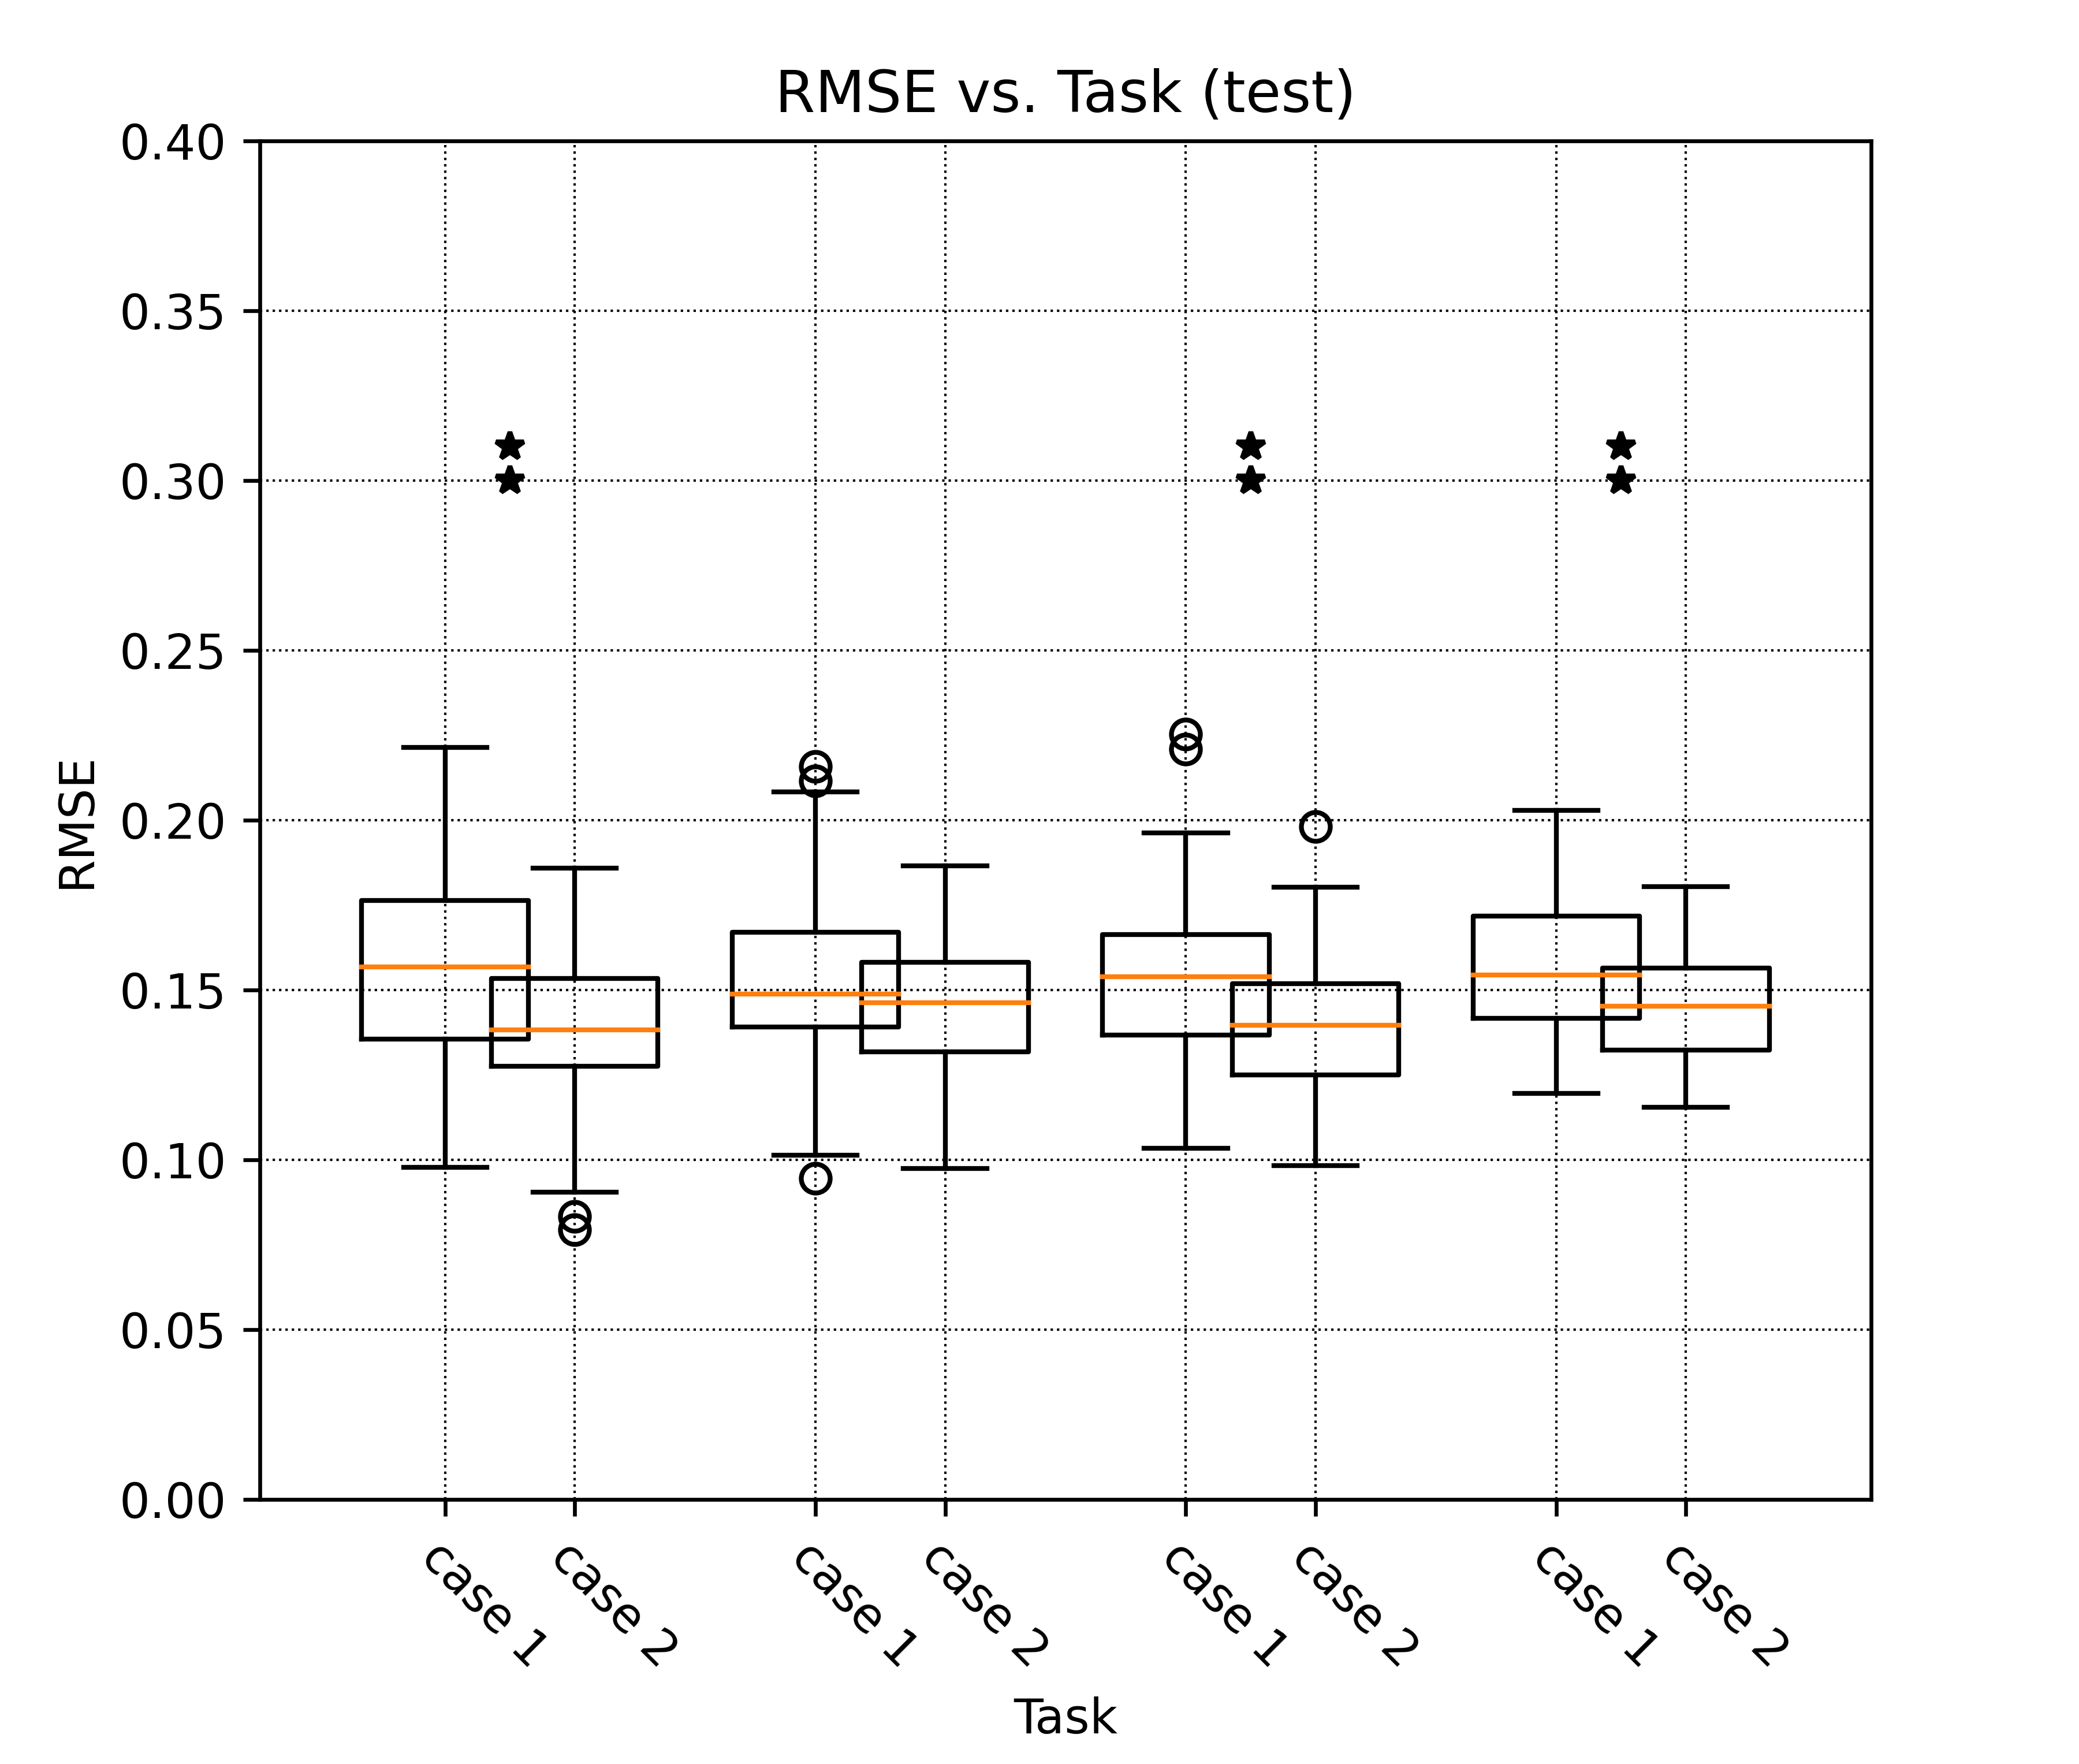 RMSE vs. Task (test)
0.40
0.35
0.30
0.25
0.20
0.15
0.10
0.05
0.00
RMSE
case 1
case 2
case 1
case 2
case 1
case 2
case 1
case 2
Task